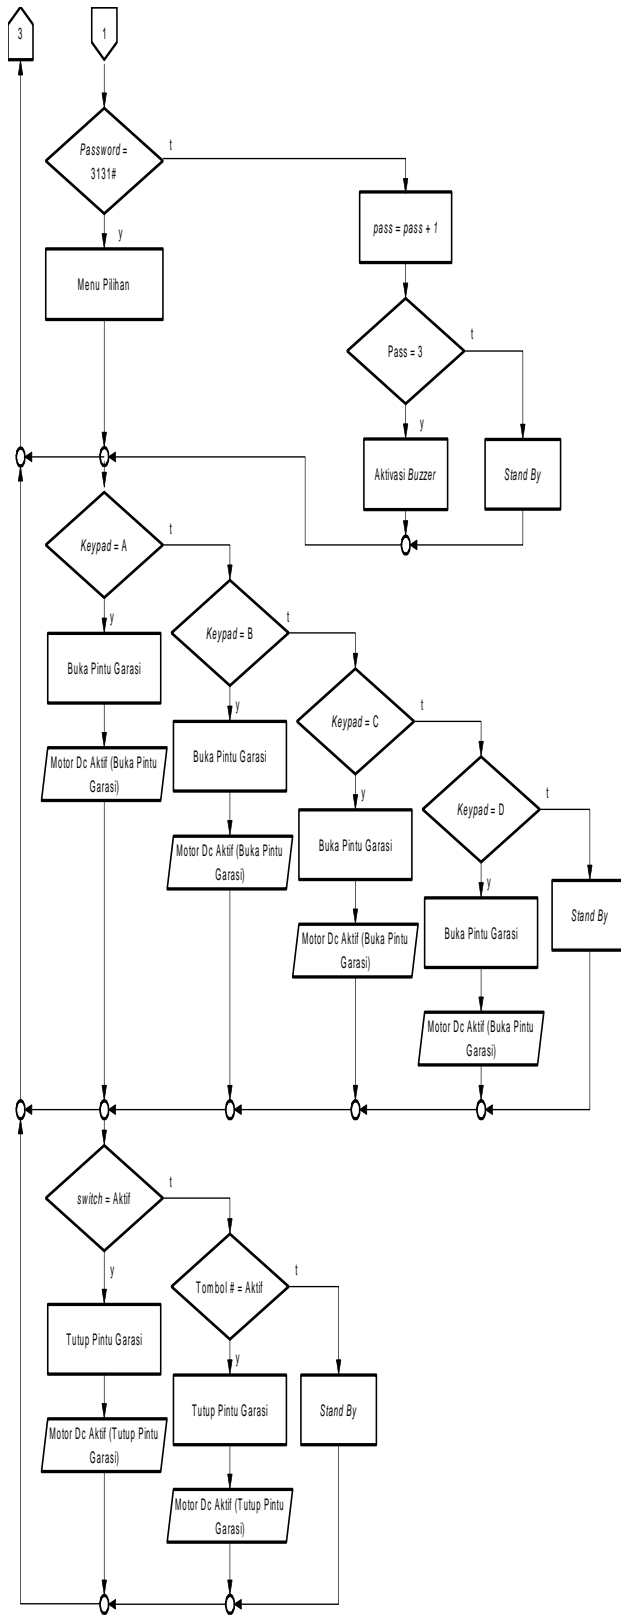 3
1
Password =
3131#
t
y
pass = pass + 1
Menu Pilihan
Pass = 3
t
y
Aktivasi Buzzer
Stand By
Keypad = A
t
y
Keypad = B
t
y
Buka Pintu Garasi
Keypad = C
t
y
Motor Dc Aktif (Buka Pintu
Garasi)
Buka Pintu Garasi
Keypad = D
t
y
Motor Dc Aktif (Buka Pintu
Garasi)
Buka Pintu Garasi
Stand By
Motor Dc Aktif (Buka Pintu
Garasi)
Buka Pintu Garasi
Motor Dc Aktif (Buka Pintu
Garasi)
switch = Aktif
t
y
Tombol # = Aktif
t
y
Tutup Pintu Garasi
Tutup Pintu Garasi
Stand By
Motor Dc Aktif (Tutup Pintu
Garasi)
Motor Dc Aktif (Tutup Pintu
Garasi)